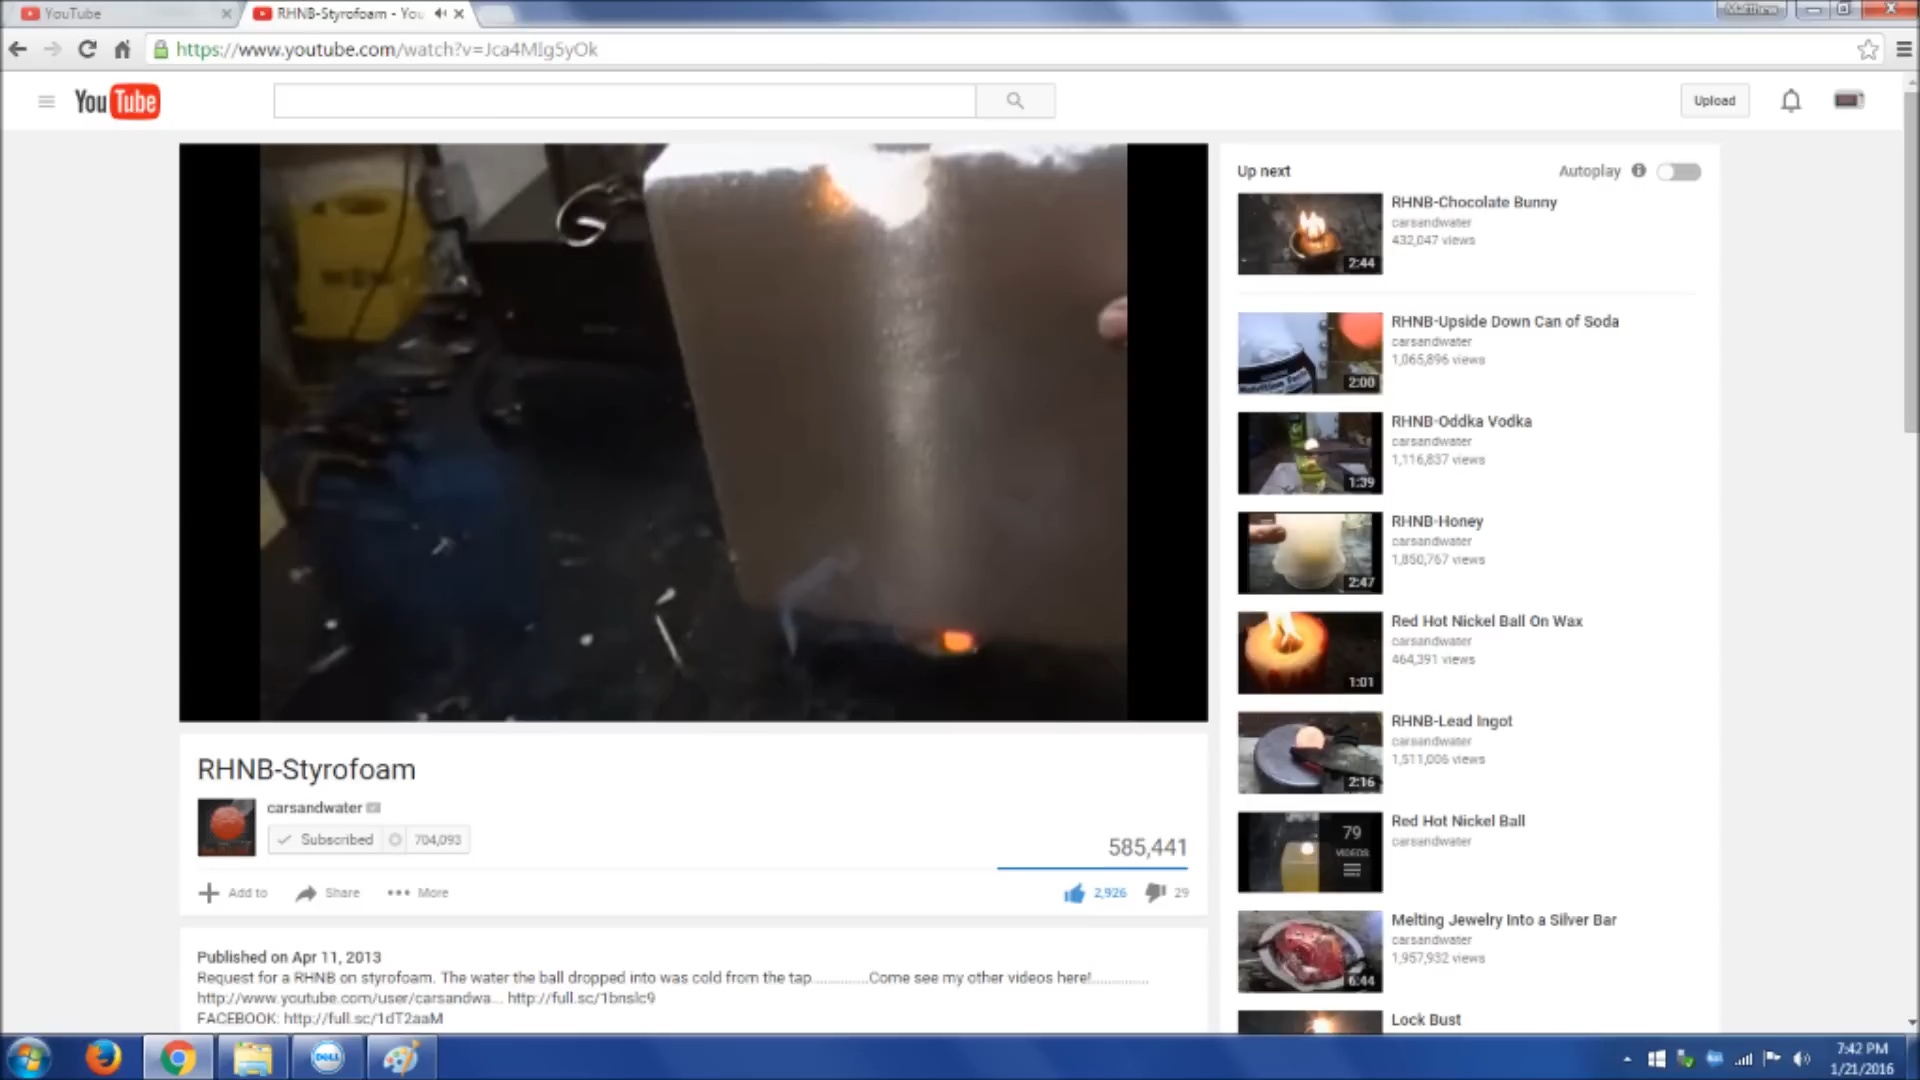 YouTube
RHNB-Styrofoam - You
Matthew
https://www.youtube.com/watch?v=Jca4MIg5yOk
YouTube
Upload
Up next
Autoplay
RHNB-Chocolate Bunny
carsandwater
432,047 views
2:44
RHNB-Upside Down Can of Soda
carsandwater
1,065,896 views
2:00
RHNB-Oddka Vodka
carsandwater
1,116,837 views
1:39
RHNB-Honey
carsandwater
1,850,767 views
2:47
Red Hot Nickel Ball On Wax
carsandwater
464,391 views
1:01
RHNB-Lead Ingot
carsandwater
1,511,006 views
2:16
Red Hot Nickel Ball
carsandwater
79
VIDEOS
Melting Jewelry Into a Silver Bar
carsandwater
1,957,932 views
6:44
Lock Bust
RHNB-Styrofoam
carsandwater
Subscribed 704,093
585,441
Add to Share More
2,926 29
Published on Apr 11, 2013
Request for a RHNB on styrofoam. The water the ball dropped into was cold from the tap..............Come see my other videos here!..............
http://www.youtube.com/user/carsandwa... http://full.sc/1bnslc9
FACEBOOK: http://full.sc/1dT2aaM
DELL
7:42 PM
1/21/2016